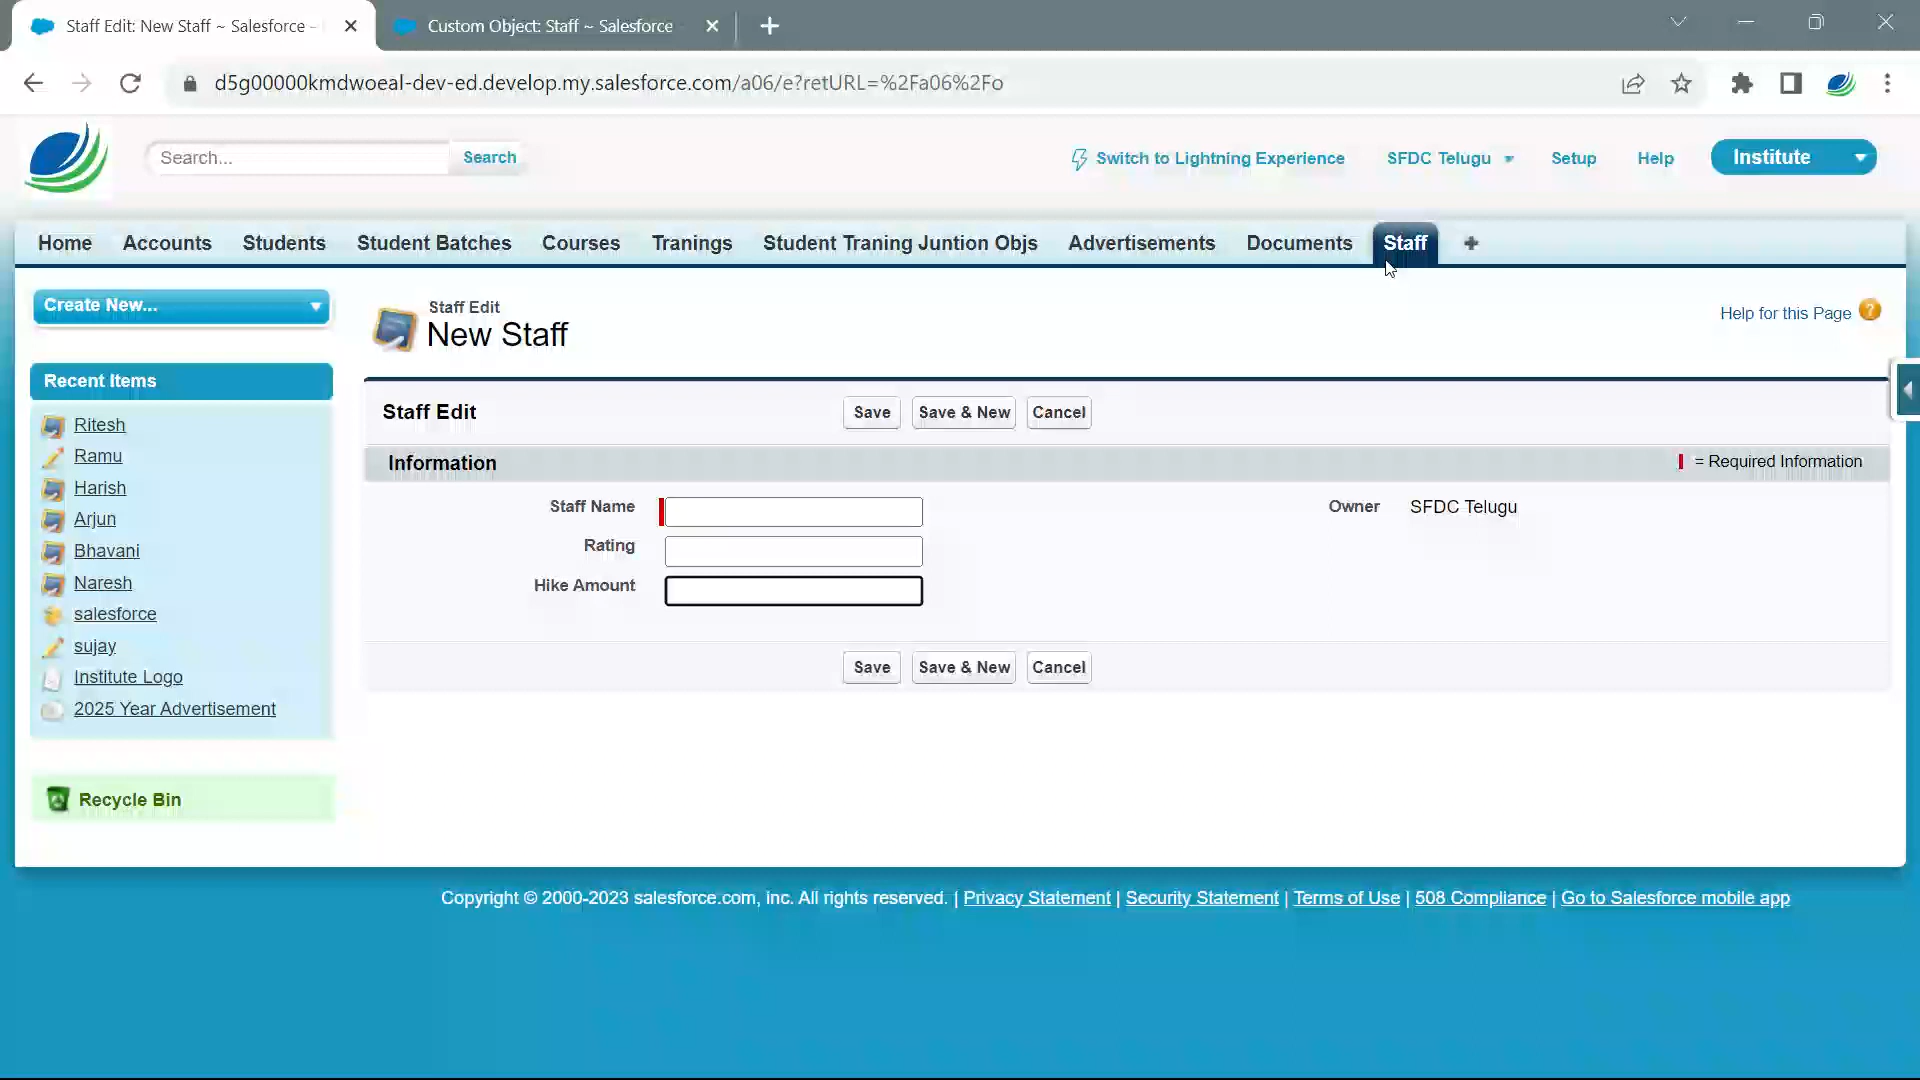 Staff Edit: New Staff ~ Salesforce -
Custom Object: Staff ~ Salesforce
d5g00000kmdwoeal-dev-ed.develop.my.salesforce.com/a06/e?retURL=%2Fa06%2Fo
Search...
Search
Switch to Lightning Experience
SFDC Telugu
Setup
Help
Institute
Home
Accounts
Students
Student Batches
Courses
Tranings
Student Traning Juntion Objs
Advertisements
Documents
Staff
Create New...
Recent Items
Ritesh
Ramu
Harish
Arjun
Bhavani
Naresh
salesforce
sujay
Institute Logo
2025 Year Advertisement
Recycle Bin
Staff Edit
New Staff
Help for this Page
Staff Edit
Save
Save & New
Cancel
Information
= Required Information
Staff Name
Owner SFDC Telugu
Rating
Hike Amount
Save
Save & New
Cancel
Copyright © 2000-2023 salesforce.com, inc. All rights reserved. | Privacy Statement | Security Statement | Terms of Use | 508 Compliance | Go to Salesforce mobile app